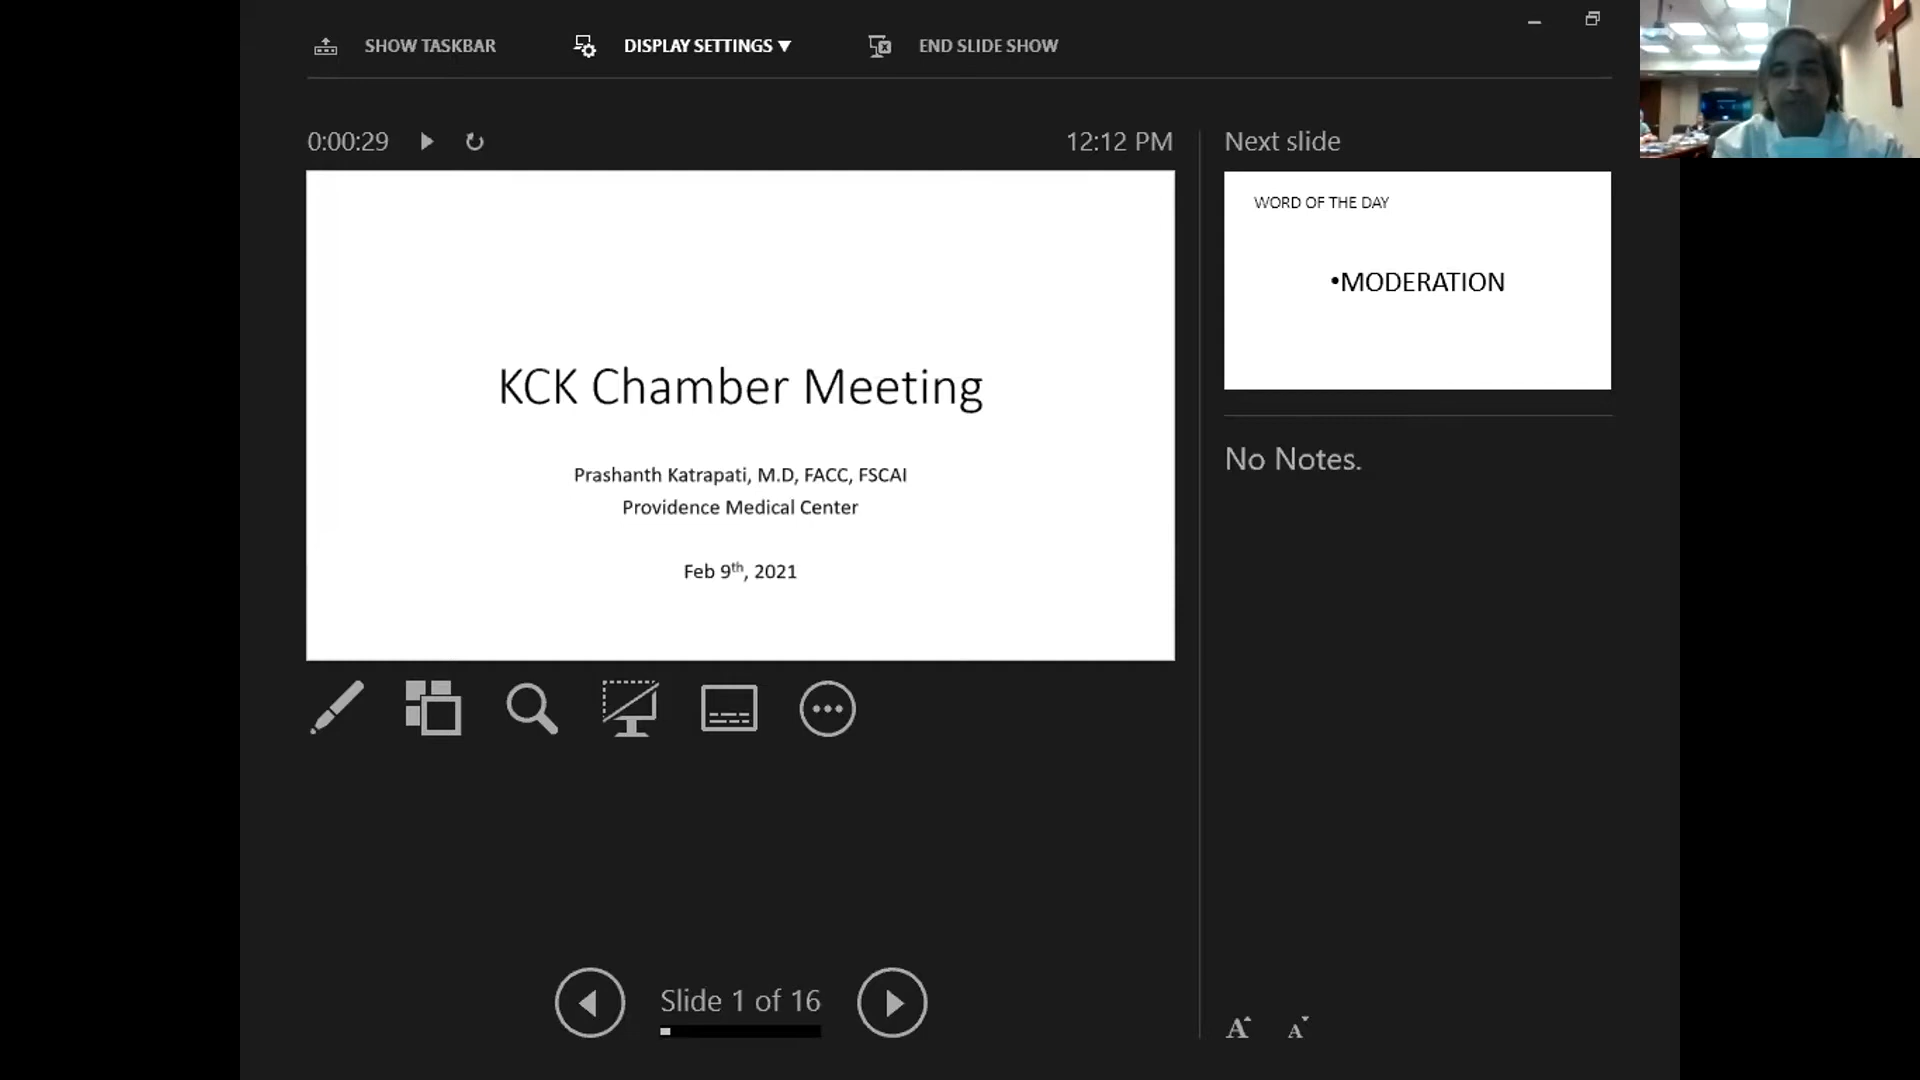 SHOW TASKBAR
DISPLAY SETTINGS ▼
END SLIDE SHOW
0:00:29
12:12 PM
KCK Chamber Meeting
Prashanth Katrapati, M.D, FACC, FSCAI
Providence Medical Center
Feb 9th, 2021
Slide 1 of 16
Next slide
WORD OF THE DAY
•MODERATION
No Notes.
A A